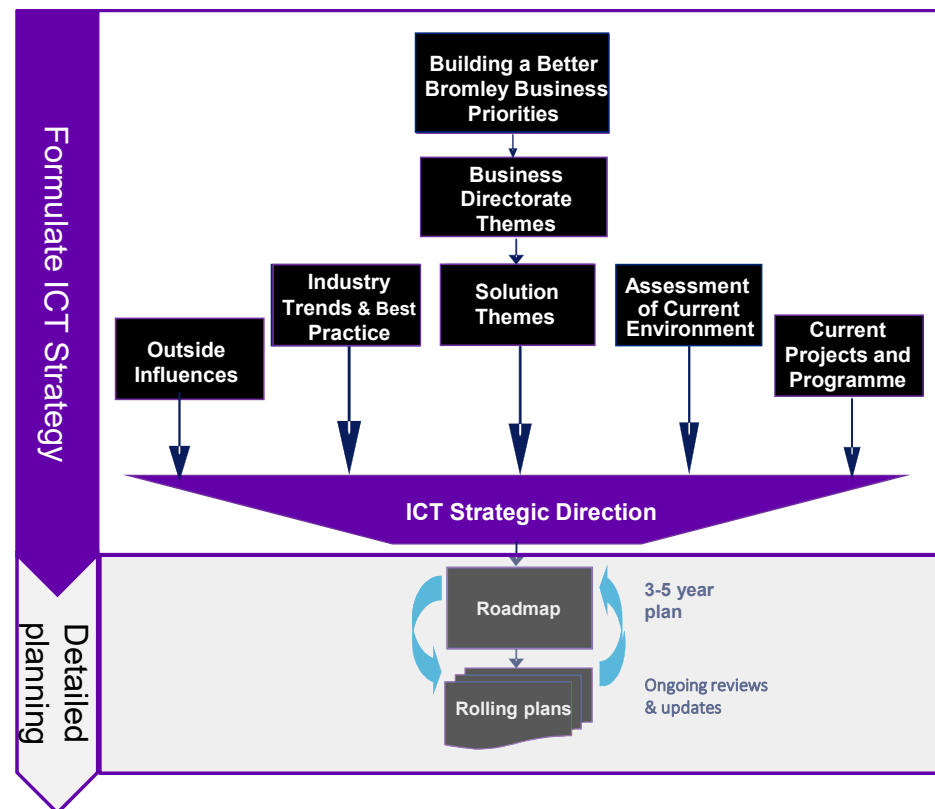 Formulate ICT Strategy
Building a Better
Bromley Business
Priorities
Business
Directorate
Themes
Outside
Influences
Industry
Trends & Best
Practice
Solution
Themes
Assessment
of Current
Environment
Current
Projects and
Programme
ICT Strategic Direction
Detailed
planning
Roadmap
3-5 year
plan
Rolling plans
Ongoing reviews
& updates